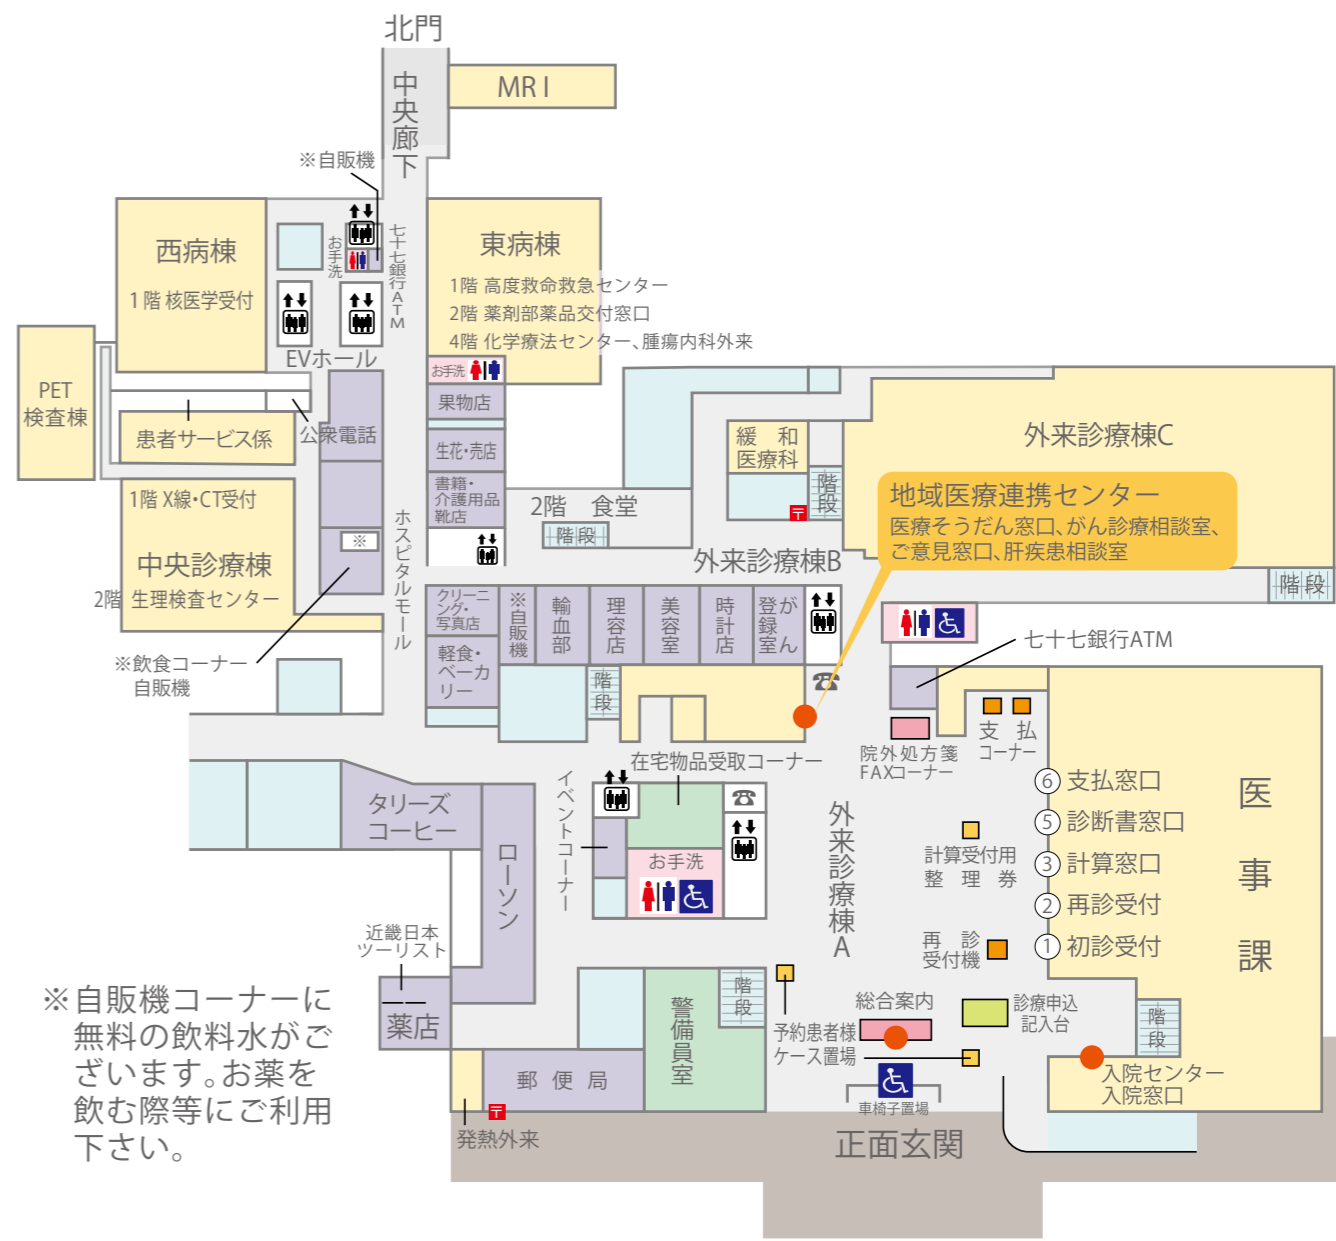 北門
中央廊下
MRI
※自販機
西病棟
1階 核医学受付
お手洗
七十七銀行ATM
東病棟
1階 高度救命救急センター
2階 薬剤部薬品交付窓口
4階 化学療法センター、腫瘍内科外来
EVホール
お手洗
果物店
PET
検査棟
患者サービス係
公衆電話
生花・売店
書籍・
介護用品
靴店
緩和
医療科
階段
外来診療棟C
1階 X線・CT受付
中央診療棟
2階 生理検査センター
※
ホスピタルモール
2階 食堂
階段
〒
外来診療棟B
地域医療連携センター
医療そうだん窓口、がん診療相談室、
ご意見窓口、肝疾患相談室
階段
クリーニ
ング・
写真店
※自販機
輸血部
理容店
美容室
時計店
がん
登録室
軽食・
ベーカ
リー
階段
※飲食コーナー
自販機
七十七銀行ATM
院外処方箋
FAXコーナー
支払
コーナー
在宅物品受取コーナー
イベントコーナー
お手洗
タリーズ
コーヒー
ローソン
外来診療棟A
⑥支払窓口
⑤診断書窓口
③計算窓口
②再診受付
①初診受付
医事課
計算受付用
整理券
再診
受付機
近畿日本
ツーリスト
薬店
※自販機コーナーに
無料の飲料水がご
ざいます。お薬を
飲む際等にご利用
下さい。
警備員室
階段
予約患者様
ケース置場
総合案内
診療申込
記入台
階段
郵便局
〒
発熱外来
車椅子置場
入院センター
入院窓口
正面玄関